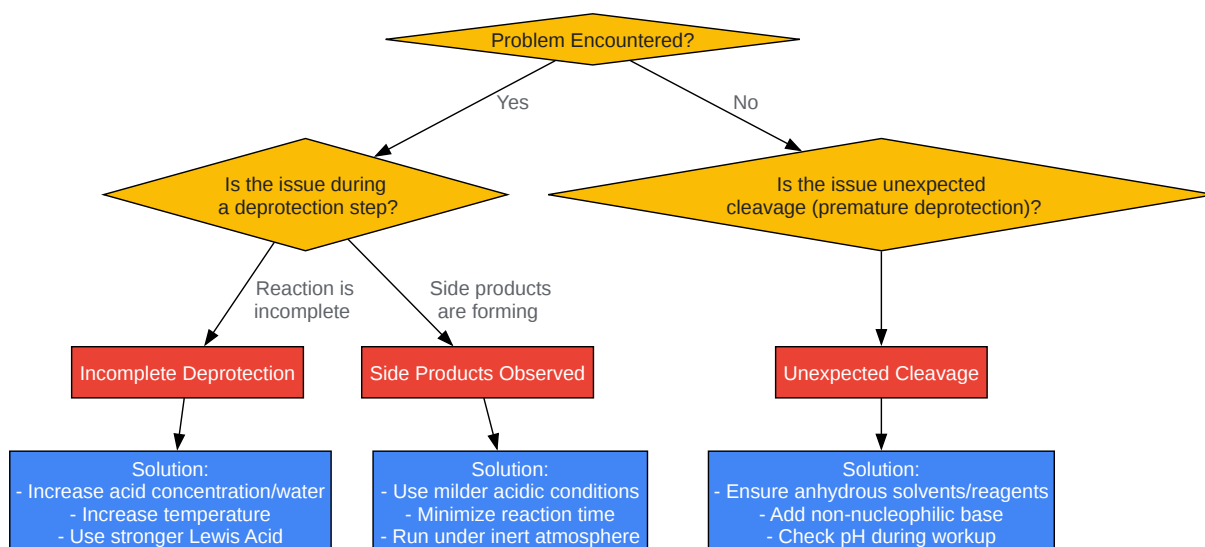 Problem Encountered?
Yes
No
Is the issue during
a deprotection step?
Is the issue unexpected
cleavage (premature deprotection)?
Reaction is
incomplete
Side products
are forming
Incomplete Deprotection
Side Products Observed
Unexpected Cleavage
Solution:
- Increase acid concentration/water
- Increase temperature
- Use stronger Lewis Acid
Solution:
- Use milder acidic conditions
- Minimize reaction time
- Run under inert atmosphere
Solution:
- Ensure anhydrous solvents/reagents
- Add non-nucleophilic base
- Check pH during workup